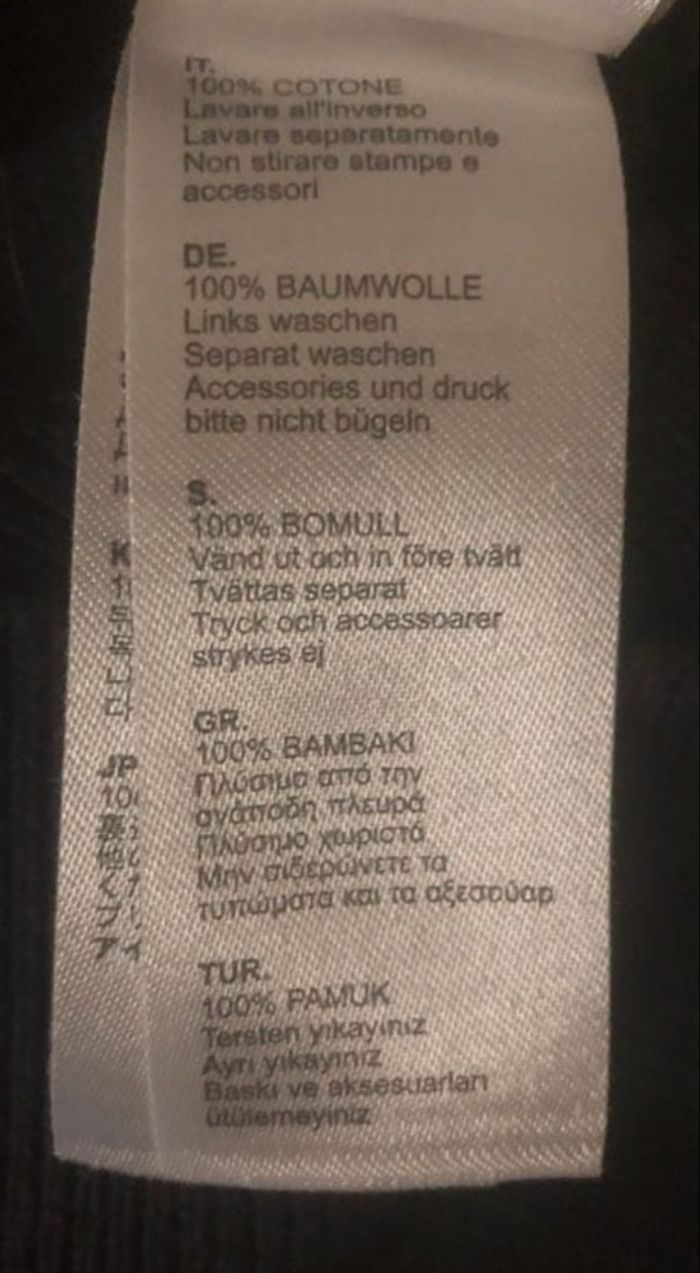 IT.
100% COTONE
Lavare all'inverso
Lavare separatamente
Non stirare stampe e
accessori
DE.
100% BAUMWOLLE
Links waschen
Separat waschen
Accessories und druck
bitte nicht bügeln
S.
100% BOMULL
Vänd ut och in före tvätt
Tvättas separat
Tryck och accessoarer
strykes ej
GR.
100% BAMBAKI
Πλύσιμο από την
ανάποδη πλευρά
Πλύσιμο χωριστά
Μην σιδερώνετε τα
τυπώματα και τα αξεσούαρ
TUR.
100% PAMUK
Tersten yıkayınız
Ayrı yıkayınız
Baskı ve aksesuarları
ütülemeyiniz
JP